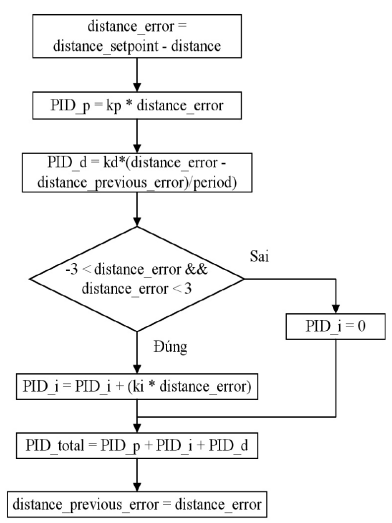 distance_error =
distance_setpoint - distance
PID_p = kp * distance_error
PID_d = kd*(distance_error -
distance_previous_error)/period)
-3 < distance_error &&
distance_error < 3
Sai
PID_i = 0
Đúng
PID_i = PID_i + (ki * distance_error)
PID_total = PID_p + PID_i + PID_d
distance_previous_error = distance_error